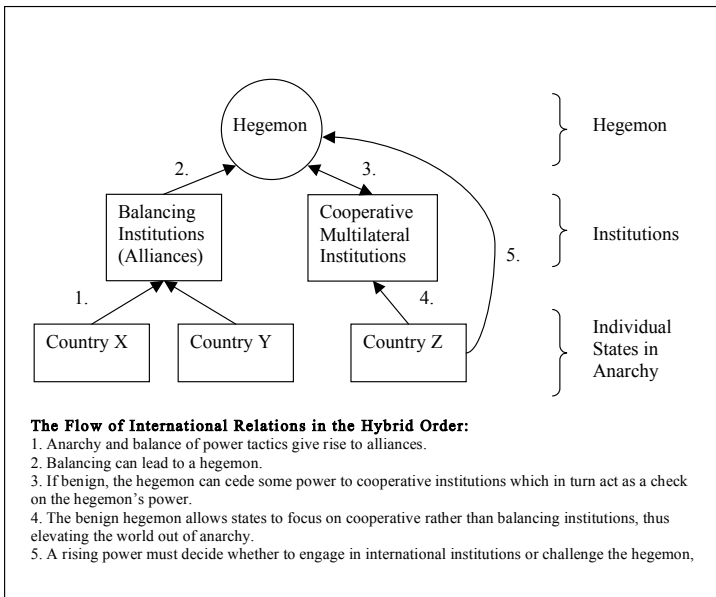 Hegemon
Hegemon
2.
3.
Balancing
Institutions
(Alliances)
Cooperative
Multilateral
Institutions
Institutions
5.
1.
4.
Country X
Country Y
Country Z
Individual
States in
Anarchy
The Flow of International Relations in the Hybrid Order:
1. Anarchy and balance of power tactics give rise to alliances.
2. Balancing can lead to a hegemon.
3. If benign, the hegemon can cede some power to cooperative institutions which in turn act as a check
on the hegemon's power.
4. The benign hegemon allows states to focus on cooperative rather than balancing institutions, thus
elevating the world out of anarchy.
5. A rising power must decide whether to engage in international institutions or challenge the hegemon,